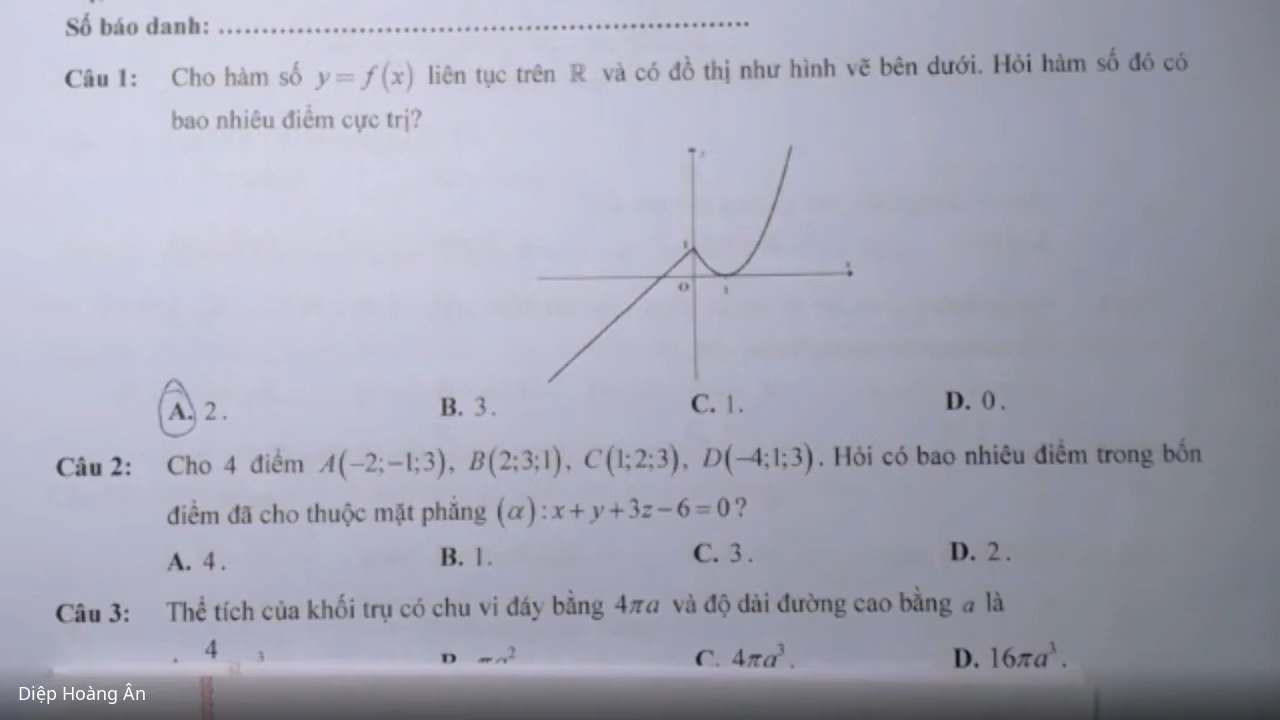 Số báo danh: ........................................................
Câu 1: Cho hàm số y = f(x) liên tục trên ℝ và có đồ thị như hình vẽ bên dưới. Hỏi hàm số đó có
bao nhiêu điểm cực trị?
1
O
1
A. 2. B. 3. C. 1. D. 0.
Câu 2: Cho 4 điểm A(−2;−1;3), B(2;3;1), C(1;2;3), D(−4;1;3). Hỏi có bao nhiêu điểm trong bốn
điểm đã cho thuộc mặt phẳng (α): x + y + 3z − 6 = 0?
A. 4. B. 1. C. 3. D. 2.
Câu 3: Thể tích của khối trụ có chu vi đáy bằng 4πa và độ dài đường cao bằng a là
4 C. 4πa³. D. 16πa³.
Diệp Hoàng Ân